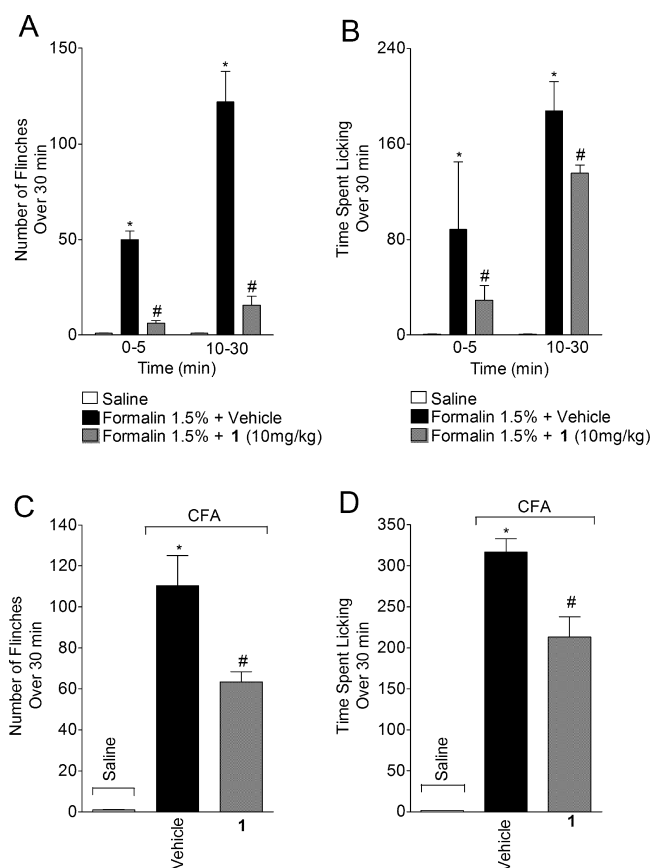 A
Number of Flinches
Over 30 min
150
100
50
0
*
#
*
#
0-5
10-30
Time (min)
Saline
Formalin 1.5% + Vehicle
Formalin 1.5% + 1 (10mg/kg)
B
Time Spent Licking
Over 30 min
240
160
80
0
*
#
*
#
0-5
10-30
Time (min)
Saline
Formalin 1.5% + Vehicle
Formalin 1.5% + 1 (10mg/kg)
C
Number of Flinches
Over 30 min
140
120
100
80
60
40
20
0
CFA
*
#
Saline
Vehicle
1
D
Time Spent Licking
Over 30 min
350
300
250
200
150
100
50
0
CFA
*
#
Saline
Vehicle
1